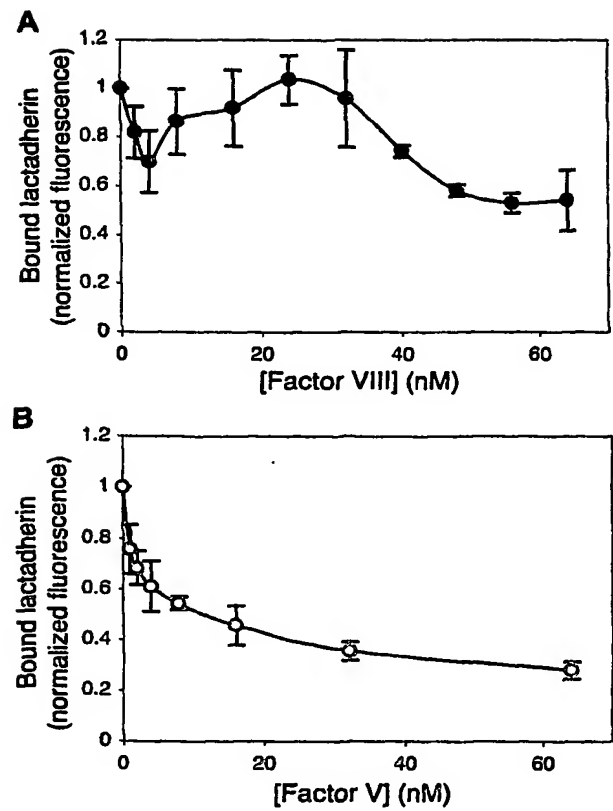 A
Bound lactadherin
(normalized fluorescence)
1.2
1
0.8
0.6
0.4
0.2
0
0
20
40
60
[Factor VIII] (nM)
B
Bound lactadherin
(normalized fluorescence)
1.2
1
0.8
0.6
0.4
0.2
0
0
20
40
60
[Factor V] (nM)